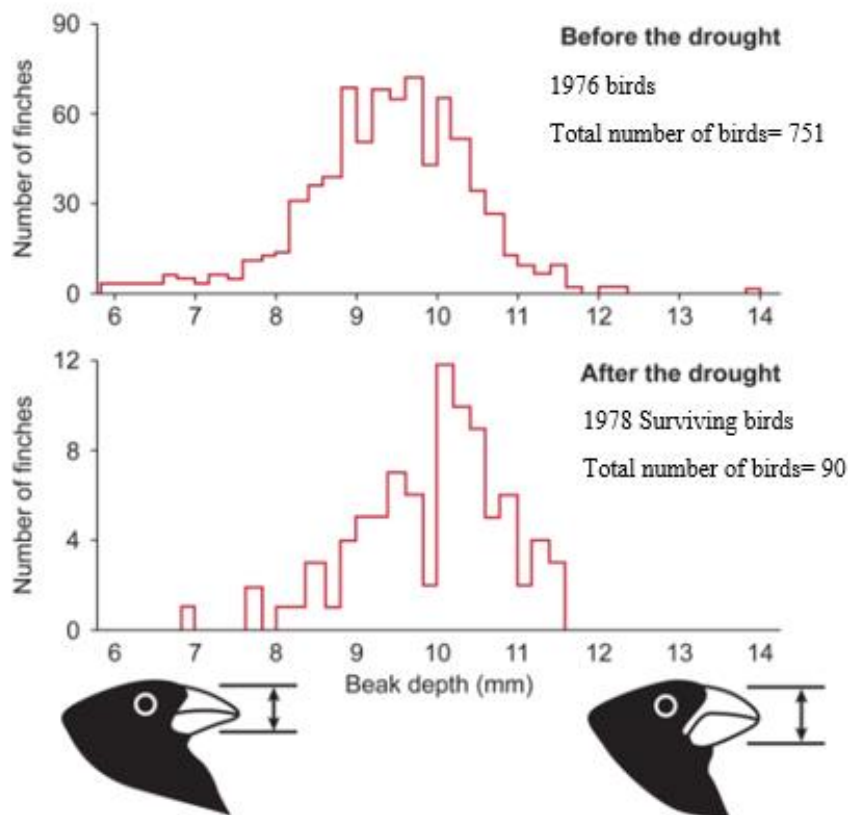 90
Before the drought
1976 birds
Total number of birds= 751
60
30
0
Number of finches
6 7 8 9 10 11 12 13 14
12
After the drought
1978 Surviving birds
Total number of birds= 90
8
4
0
Number of finches
6 7 8 9 10 11 12 13 14
Beak depth (mm)